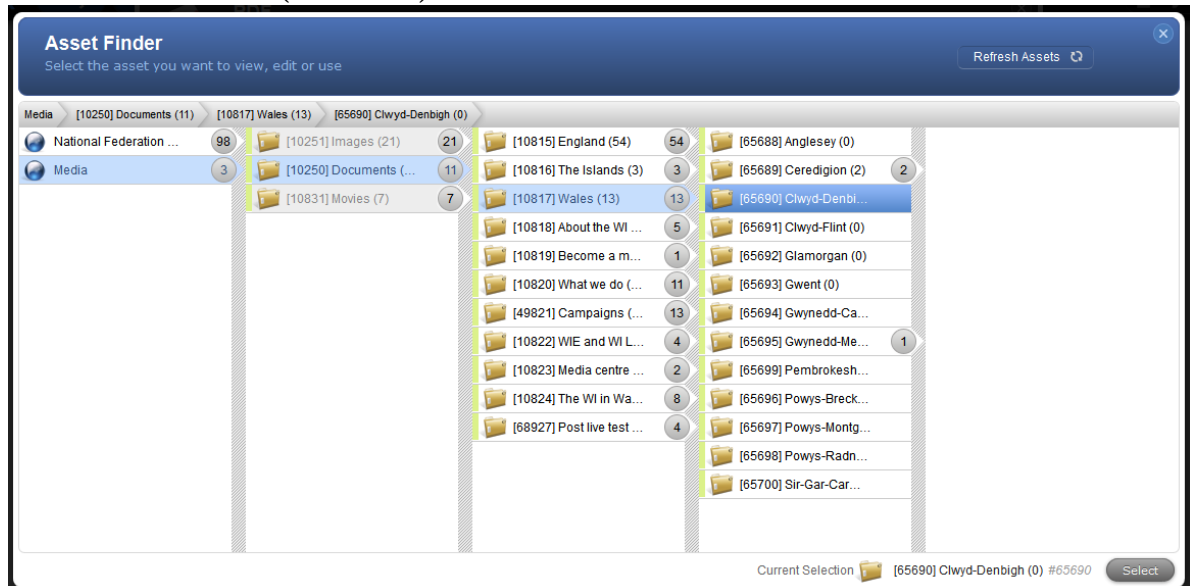 Asset Finder
Select the asset you want to view, edit or use
Refresh Assets
Media [10250] Documents (11) [10817] Wales (13) [65690] Clwyd-Denbigh (0)
National Federation ... 98 [10251] Images (21) 21 [10815] England (54) 54 [65688] Anglesey (0)
Media 3 [10250] Documents (... 11 [10816] The Islands (3) 3 [65689] Ceredigion (2) 2
[10831] Movies (7) 7 [10817] Wales (13) 13 [65690] Clwyd-Denbi...
[10818] About the WI ... 5 [65691] Clwyd-Flint (0)
[10819] Become a m... 1 [65692] Glamorgan (0)
[10820] What we do (... 11 [65693] Gwent (0)
[49821] Campaigns (... 13 [65694] Gwynedd-Ca...
[10822] WIE and WI L... 4 [65695] Gwynedd-Me... 1
[10823] Media centre ... 2 [65699] Pembrokesh...
[10824] The WI in Wa... 8 [65696] Powys-Breck...
[68927] Post live test ... 4 [65697] Powys-Montg...
[65698] Powys-Radn...
[65700] Sir-Gar-Car...
Current Selection [65690] Clwyd-Denbigh (0) #65690 Select